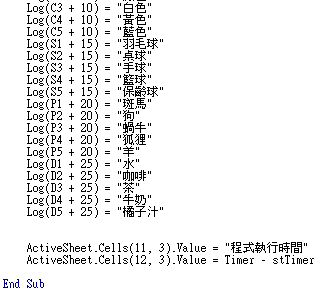 Log(C3 + 10) = "白色"
Log(C4 + 10) = "黃色"
Log(C5 + 10) = "藍色"
Log(S1 + 15) = "羽毛球"
Log(S2 + 15) = "桌球"
Log(S3 + 15) = "手球"
Log(S4 + 15) = "籃球"
Log(S5 + 15) = "保齡球"
Log(P1 + 20) = "斑馬"
Log(P2 + 20) = "狗"
Log(P3 + 20) = "蝸牛"
Log(P4 + 20) = "狐狸"
Log(P5 + 20) = "羊"
Log(D1 + 25) = "水"
Log(D2 + 25) = "咖啡"
Log(D3 + 25) = "茶"
Log(D4 + 25) = "牛奶"
Log(D5 + 25) = "橘子汁"
ActiveSheet.Cells(11, 3).Value = "程式執行時間"
ActiveSheet.Cells(12, 3).Value = Timer - stTimer
End Sub